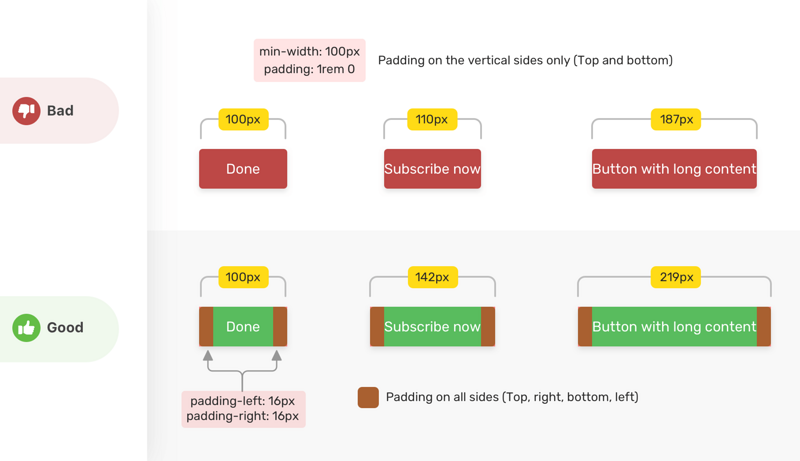 min-width: 100px
padding: 1rem 0
Padding on the vertical sides only (Top and bottom)
Bad
100px
110px
187px
Done
Subscribe now
Button with long content
100px
142px
219px
Good
Done
Subscribe now
Button with long content
padding-left: 16px
padding-right: 16px
Padding on all sides (Top, right, bottom, left)